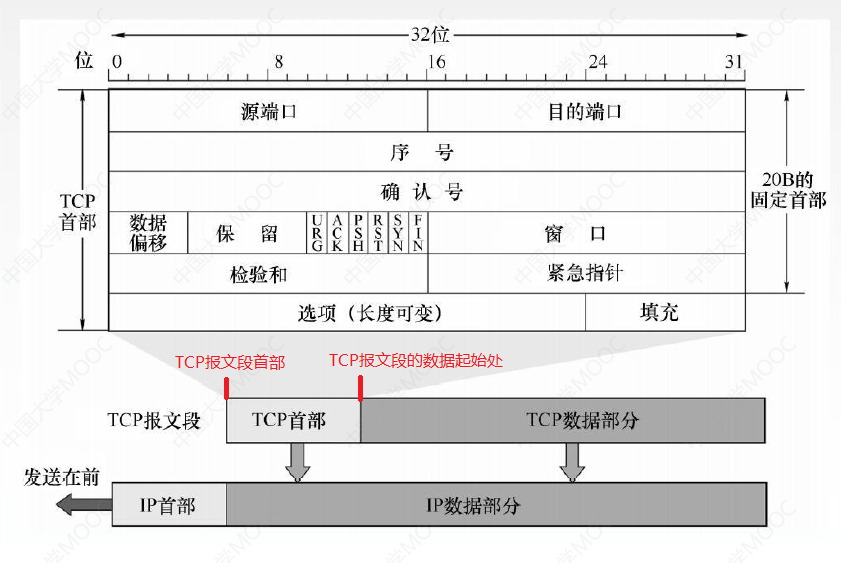 32位
位 0 8 16 24 31
源端口 目的端口
序 号
TCP
首部
确 认 号
20B的
固定首部
数据
偏移
保 留
URG
ACK
PSH
RST
SYN
FIN
窗 口
检验和 紧急指针
选项（长度可变） 填充
TCP报文段首部 TCP报文段的数据起始处
TCP报文段 TCP首部 TCP数据部分
发送在前
IP首部 IP数据部分
中国大学MOOC